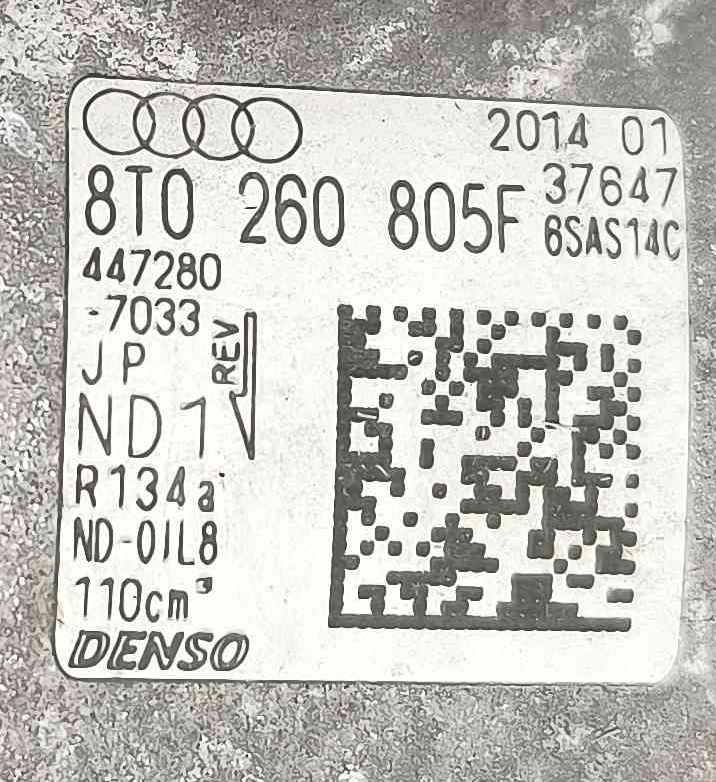 2014 01
8T0 260 805F
37647
6SAS14C
447280
-7033
REV
JP
ND1
R134a
ND-OIL8
110cm³
DENSO